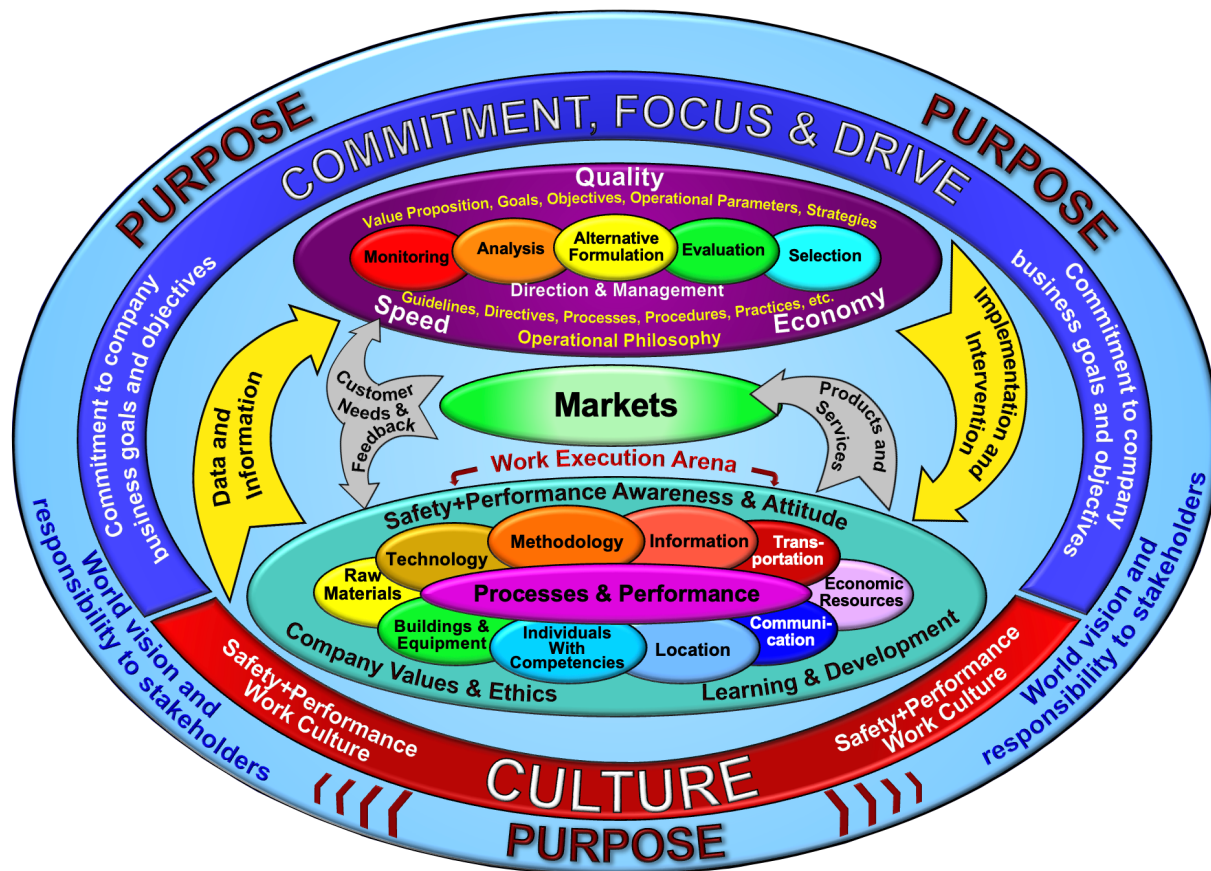 PURPOSE
PURPOSE
COMMITMENT, FOCUS & DRIVE
Commitment to company
business goals and objectives
Commitment to company
business goals and objectives
Quality
Value Proposition, Goals, Objectives, Operational Parameters, Strategies
Monitoring
Analysis
Alternative
Formulation
Evaluation
Selection
Direction & Management
Guidelines, Directives, Processes, Procedures, Practices, etc.
Speed
Economy
Operational Philosophy
Data and
Information
Customer
Needs &
Feedback
Markets
Products and
Services
Implementation and
Intervention
Work Execution Arena
Safety+Performance Awareness & Attitude
Technology
Methodology
Information
Trans-
portation
Raw
Materials
Processes & Performance
Economic
Resources
Buildings &
Equipment
Individuals
With
Competencies
Location
Communi-
cation
Company Values & Ethics
Learning & Development
World vision and
responsibility to stakeholders
World vision and
responsibility to stakeholders
Safety+Performance
Work Culture
Safety+Performance
Work Culture
CULTURE
PURPOSE